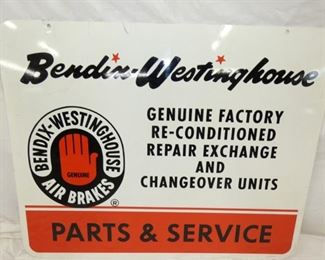 Bendix-Westinghouse
GENUINE FACTORY
RE-CONDITIONED
REPAIR EXCHANGE
AND
CHANGEOVER UNITS
BENDIX-WESTINGHOUSE
GENUINE
AIR BRAKES
®
PARTS & SERVICE